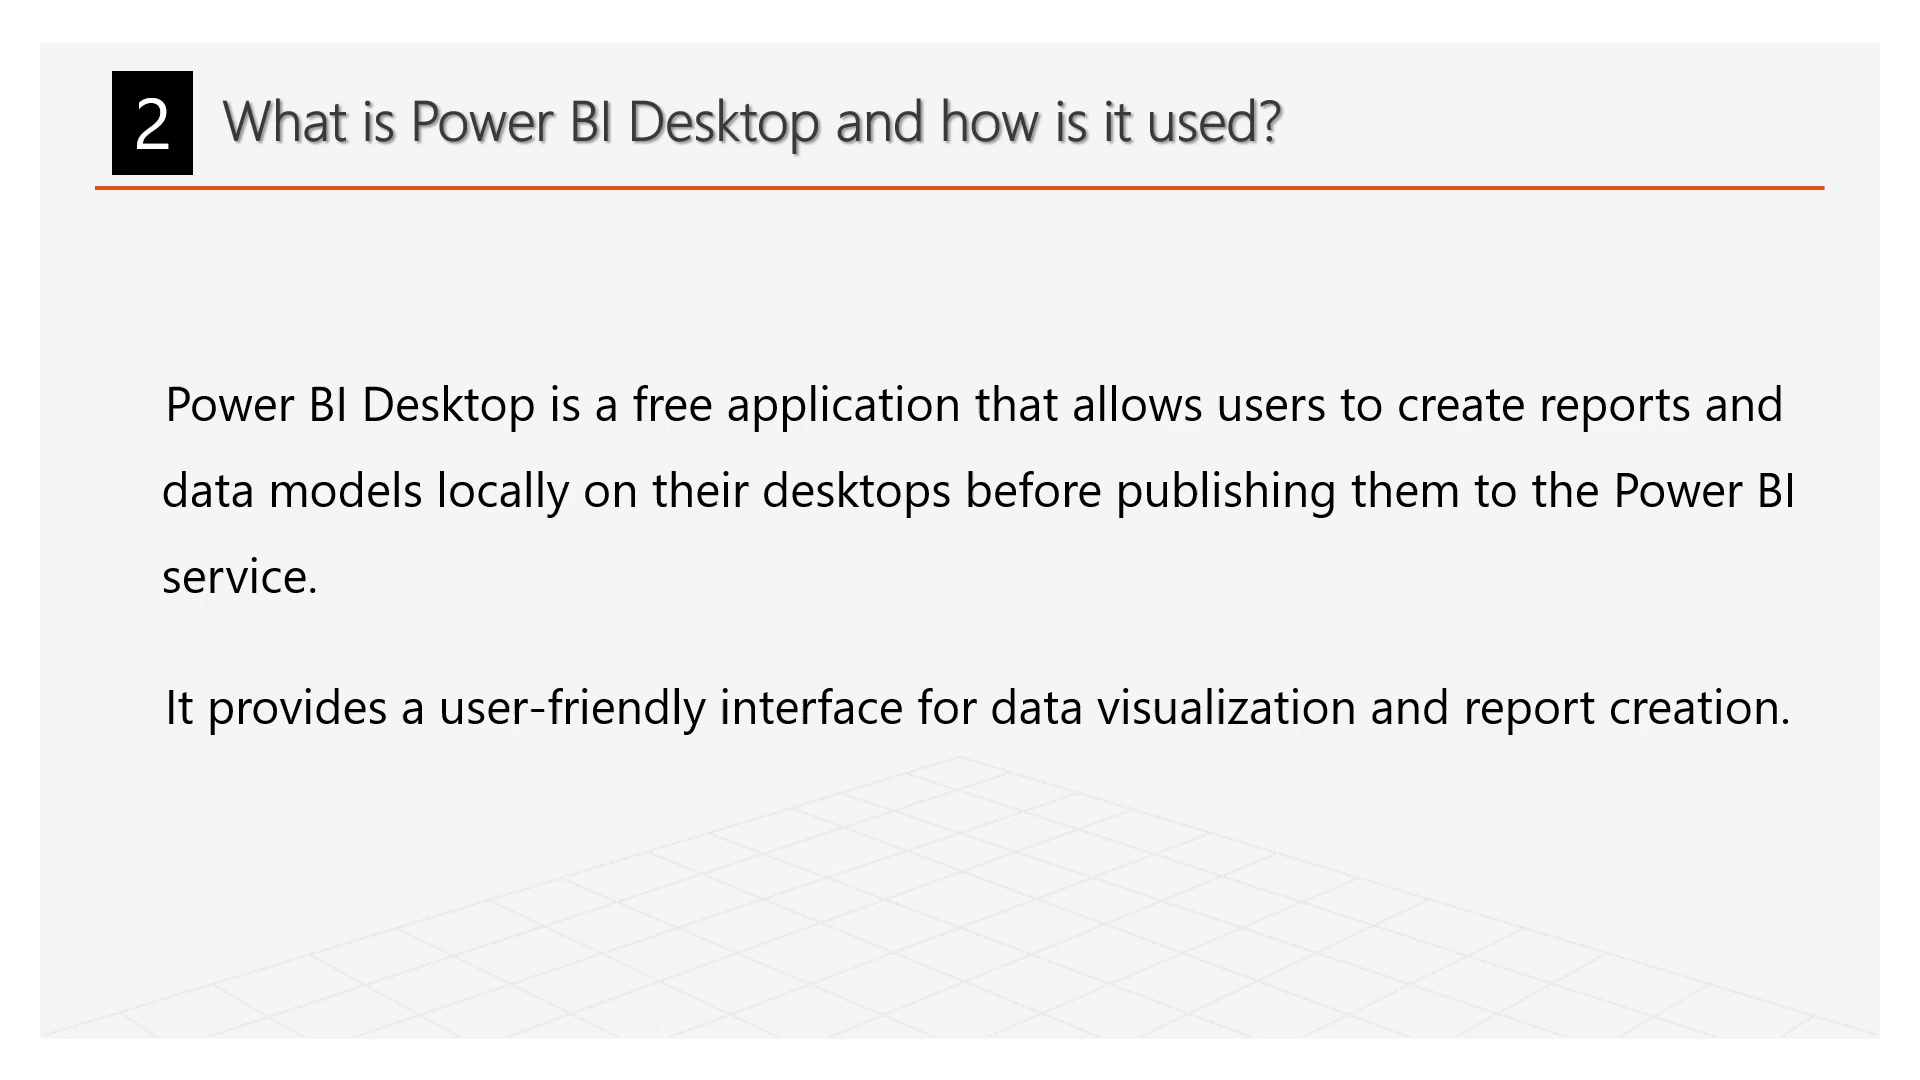 2 What is Power BI Desktop and how is it used?
Power BI Desktop is a free application that allows users to create reports and
data models locally on their desktops before publishing them to the Power BI
service.
It provides a user-friendly interface for data visualization and report creation.